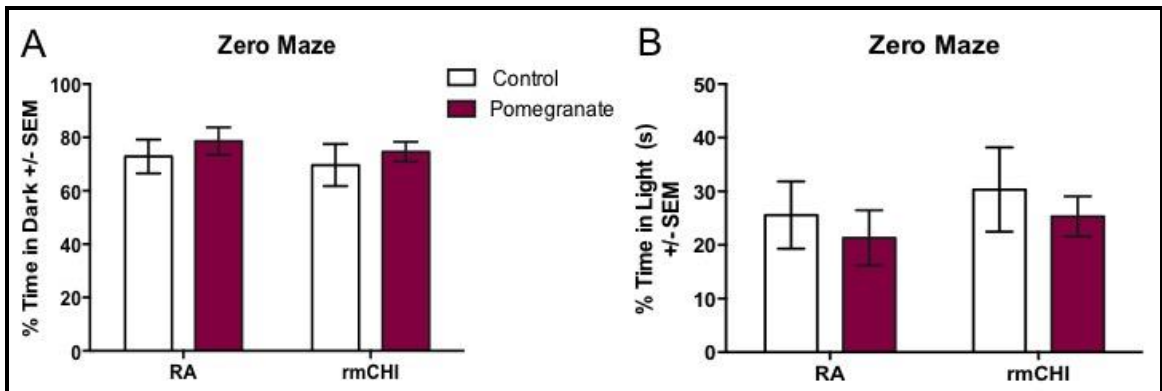 A
Zero Maze
% Time in Dark +/- SEM
100
80
60
40
20
0
RA
rmCHI
Control
Pomegranate
B
Zero Maze
% Time in Light (s)
+/- SEM
50
40
30
20
10
0
RA
rmCHI